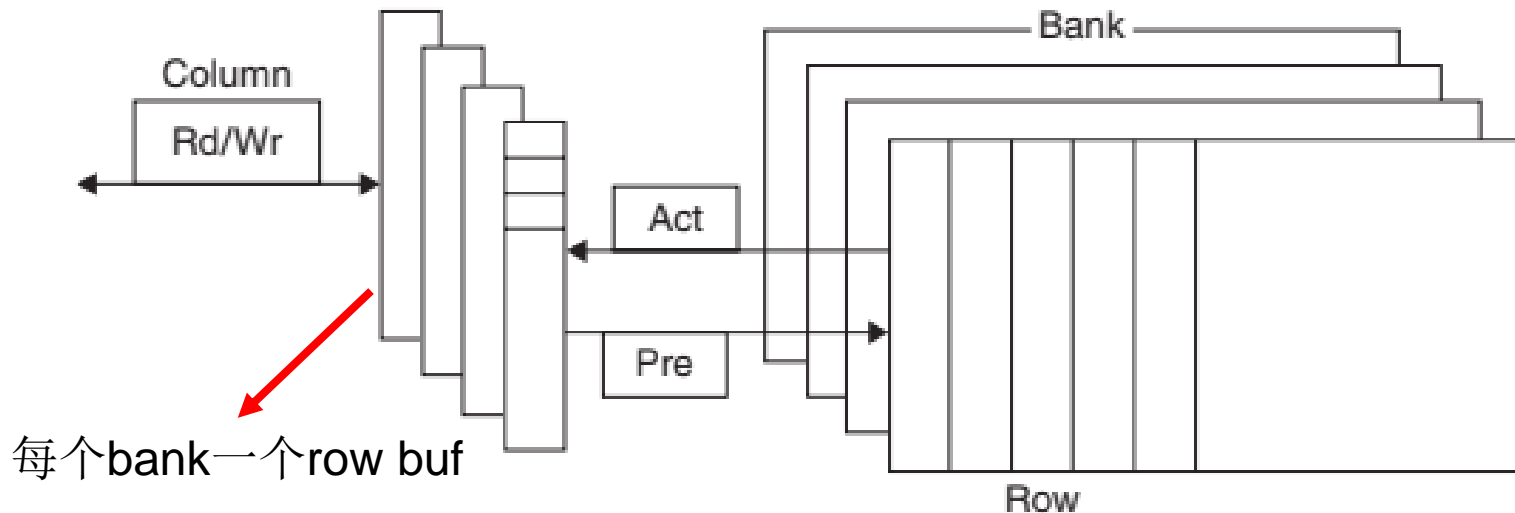 Bank
Column
Rd/Wr
Act
Pre
每个bank一个row buf
Row